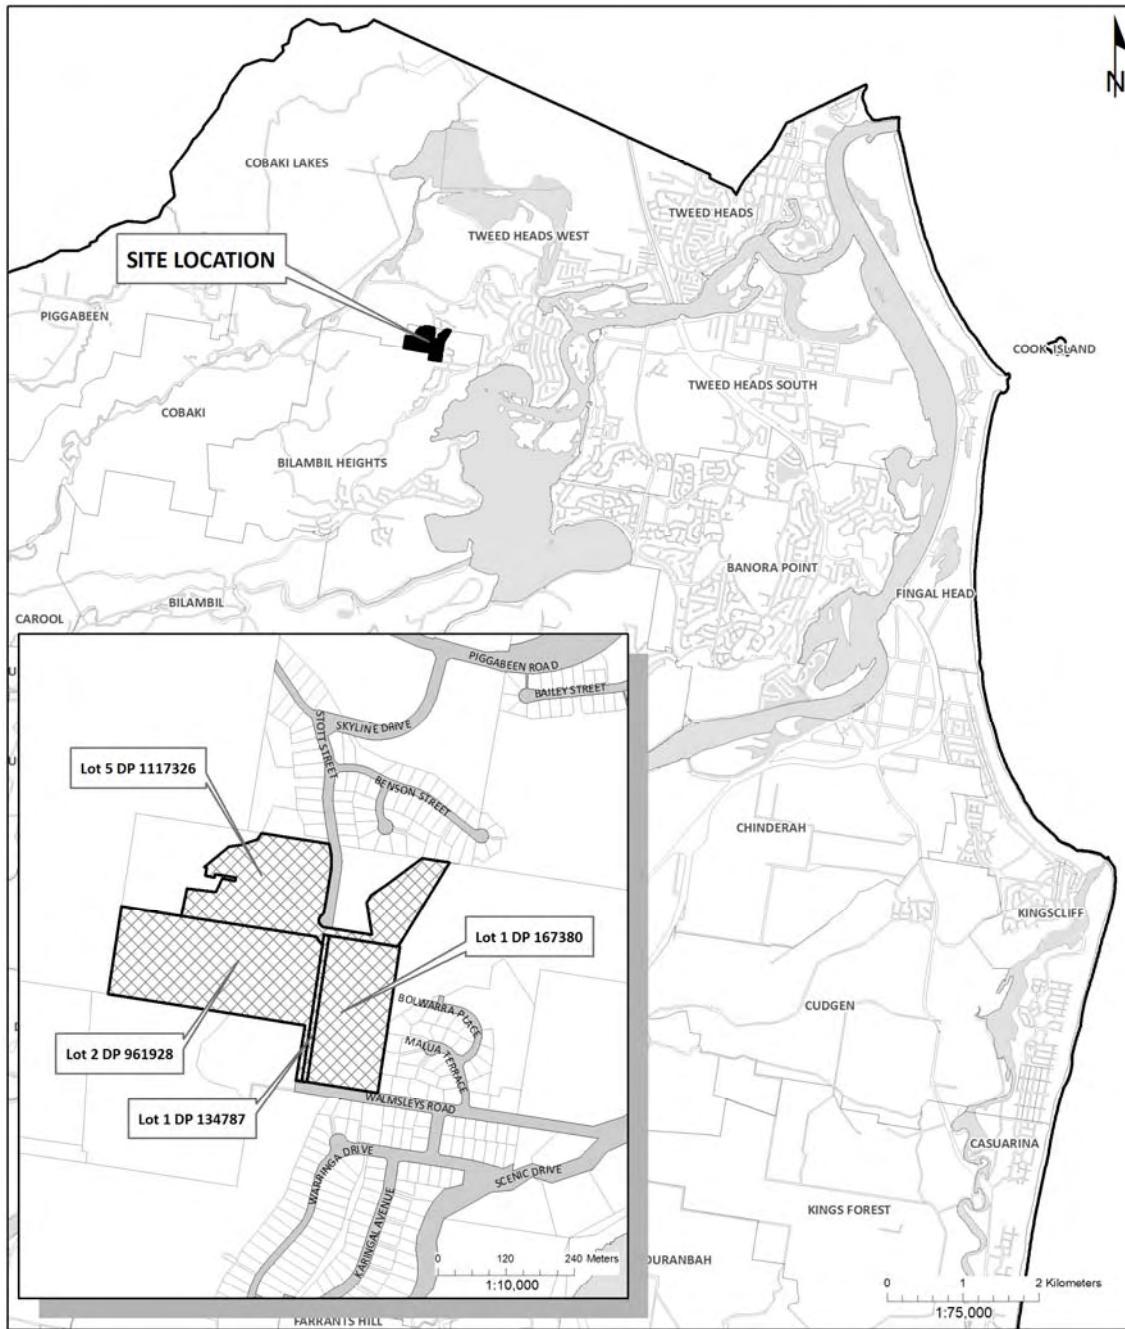 N
COBAKI LAKES
TWEED HEADS
TWEED HEADS WEST
SITE LOCATION
PIGGABEEN
COOK ISLAND
TWEED HEADS SOUTH
COBAKI
BILAMBIL HEIGHTS
BANORA POINT
FINGAL HEAD
BILAMBIL
CAROOL
PIGGABEEN ROAD
BAILEY STREET
STOTT STREET
SKYLINE DRIVE
Lot 5 DP 1117326
BENSON STREET
CHINDERAH
KINGSCLIFF
Lot 1 DP 167380
BOLWARRA PLACE
CUDGEN
MALUA TERRACE
Lot 2 DP 961928
WALMSLEYS ROAD
Lot 1 DP 134787
CASUARINA
WARRINGA DRIVE
SCENIC DRIVE
KARINGAL AVENUE
KINGS FOREST
0 120 240 Meters
1:10,000
OURANBAH
0 1 2 Kilometers
1:75,000
FARRANTS HILL